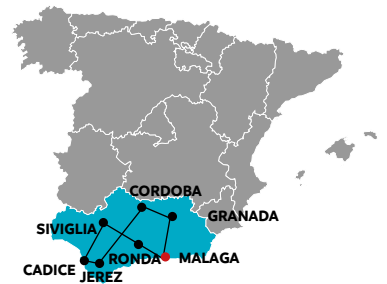 CORDOBA
GRANADA
SIVIGLIA
RONDA MALAGA
CADICE
JEREZ